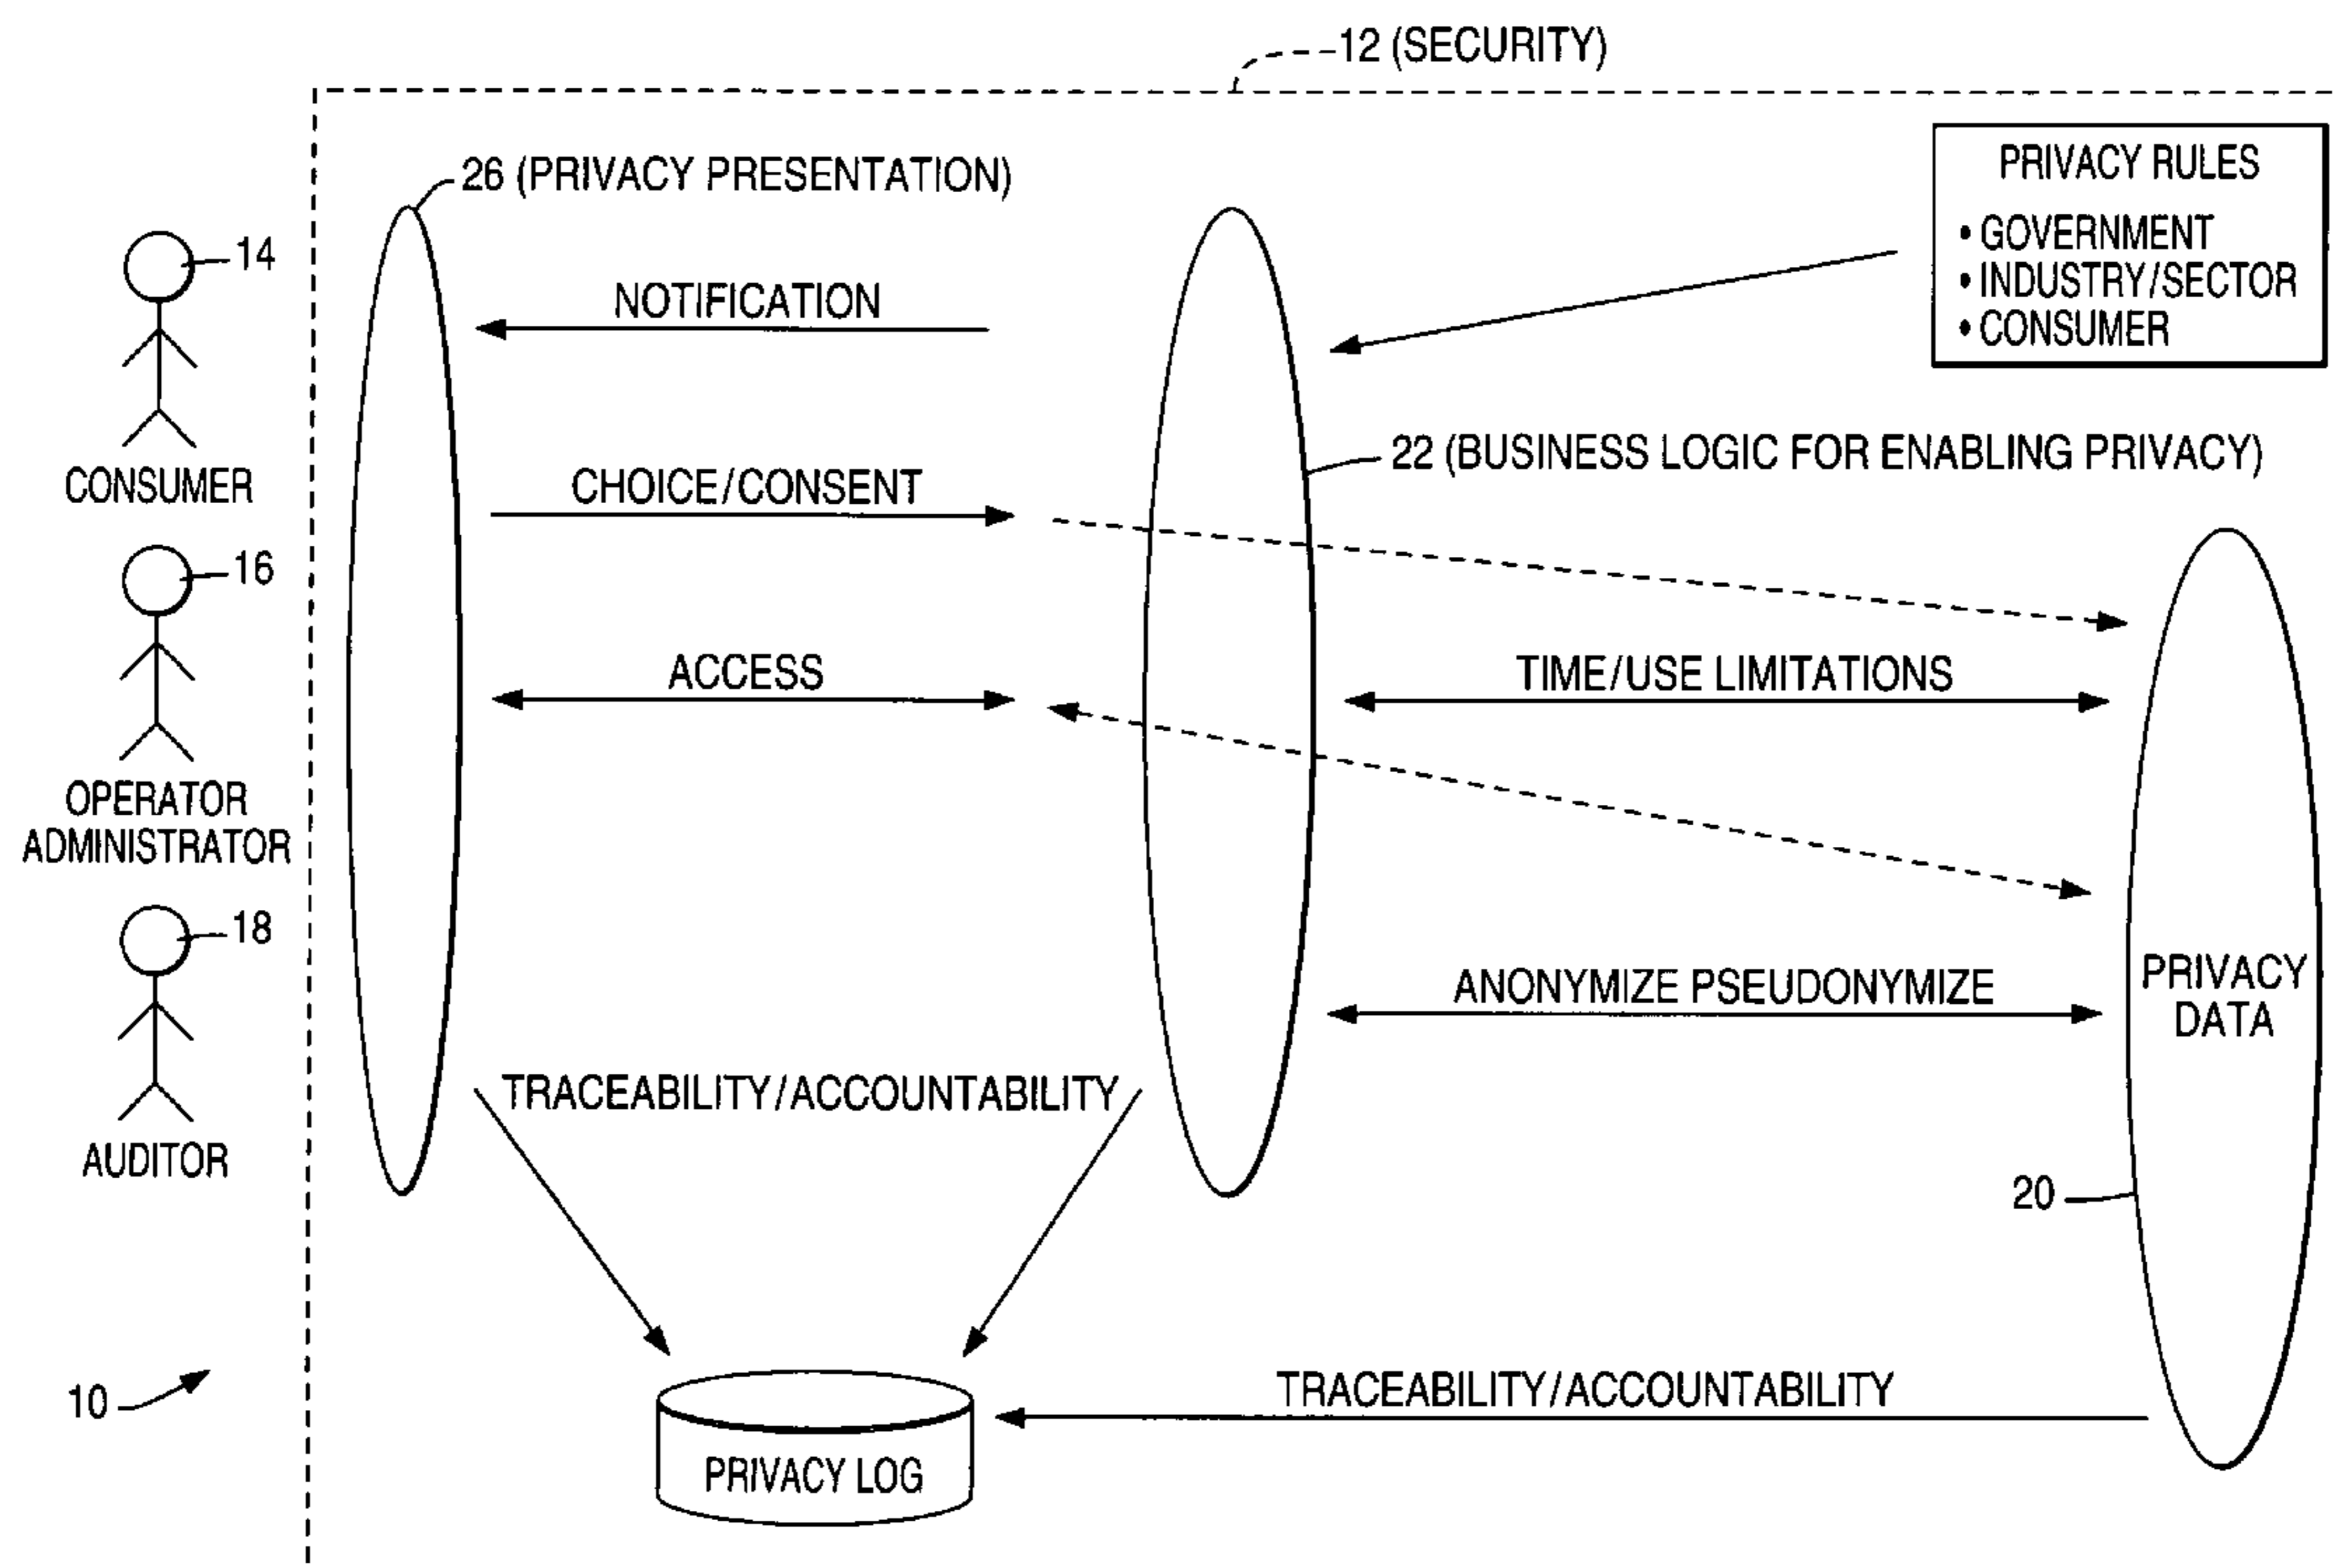 12 (SECURITY)
26 (PRIVACY PRESENTATION)
PRIVACY RULES
• GOVERNMENT
• INDUSTRY/SECTOR
• CONSUMER
14
CONSUMER
NOTIFICATION
22 (BUSINESS LOGIC FOR ENABLING PRIVACY)
CHOICE/CONSENT
16
OPERATOR
ADMINISTRATOR
ACCESS
TIME/USE LIMITATIONS
18
AUDITOR
ANONYMIZE PSEUDONYMIZE
PRIVACY
DATA
TRACEABILITY/ACCOUNTABILITY
20
10
TRACEABILITY/ACCOUNTABILITY
PRIVACY LOG